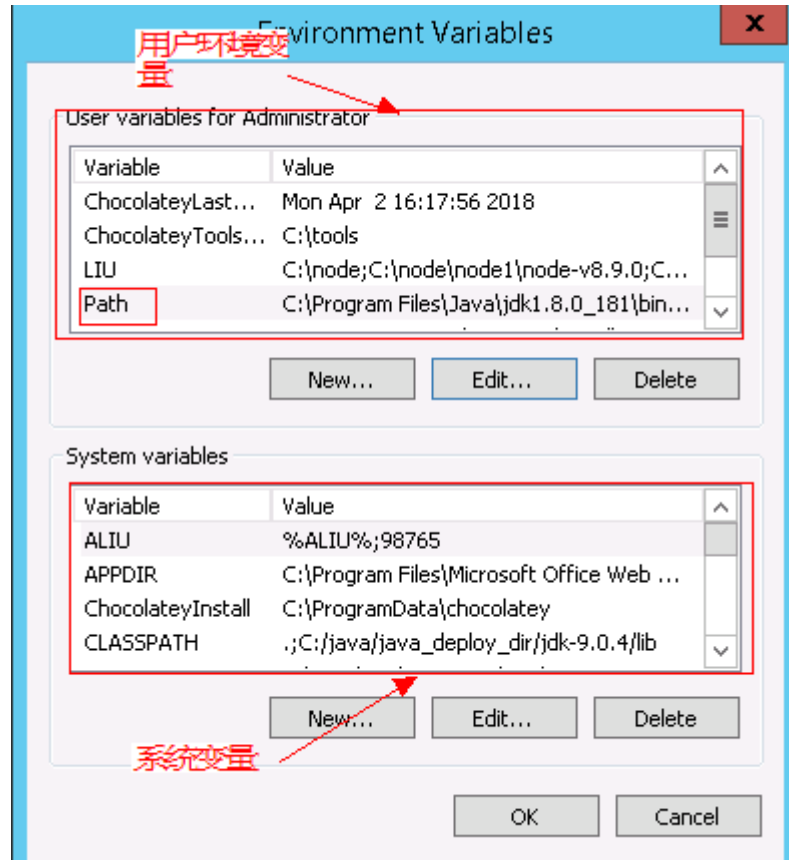 Environment Variables
x
用户环境变
量
User variables for Administrator
Variable Value
ChocolateyLast... Mon Apr 2 16:17:56 2018
ChocolateyTools... C:\tools
LIU C:\node;C:\node\node1\node-v8.9.0;C...
Path C:\Program Files\Java\jdk1.8.0_181\bin...
New... Edit... Delete
System variables
Variable Value
ALIU %ALIU%;98765
APPDIR C:\Program Files\Microsoft Office Web ...
ChocolateyInstall C:\ProgramData\chocolatey
CLASSPATH .;C:/java/java_deploy_dir/jdk-9.0.4/lib
New... Edit... Delete
系统变量
OK Cancel